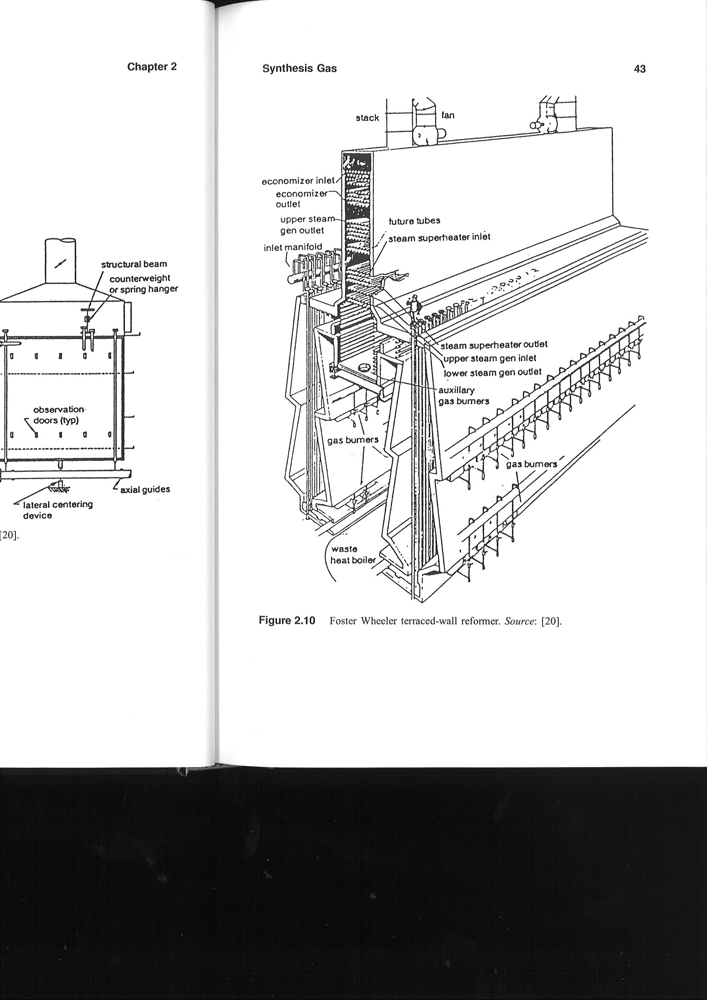 Chapter 2
structural beam
counterweight
or spring hanger
observation
doors (typ)
axial guides
lateral centering
device
[20].
Synthesis Gas
43
stack
fan
economizer inlet
economizer
outlet
upper steam
gen outlet
inlet manifold
future tubes
steam superheater inlet
steam superheater outlet
upper steam gen inlet
lower steam gen outlet
auxillary
gas burners
gas burners
gas burners
waste
heat boiler
Figure 2.10 Foster Wheeler terraced-wall reformer. Source: [20].